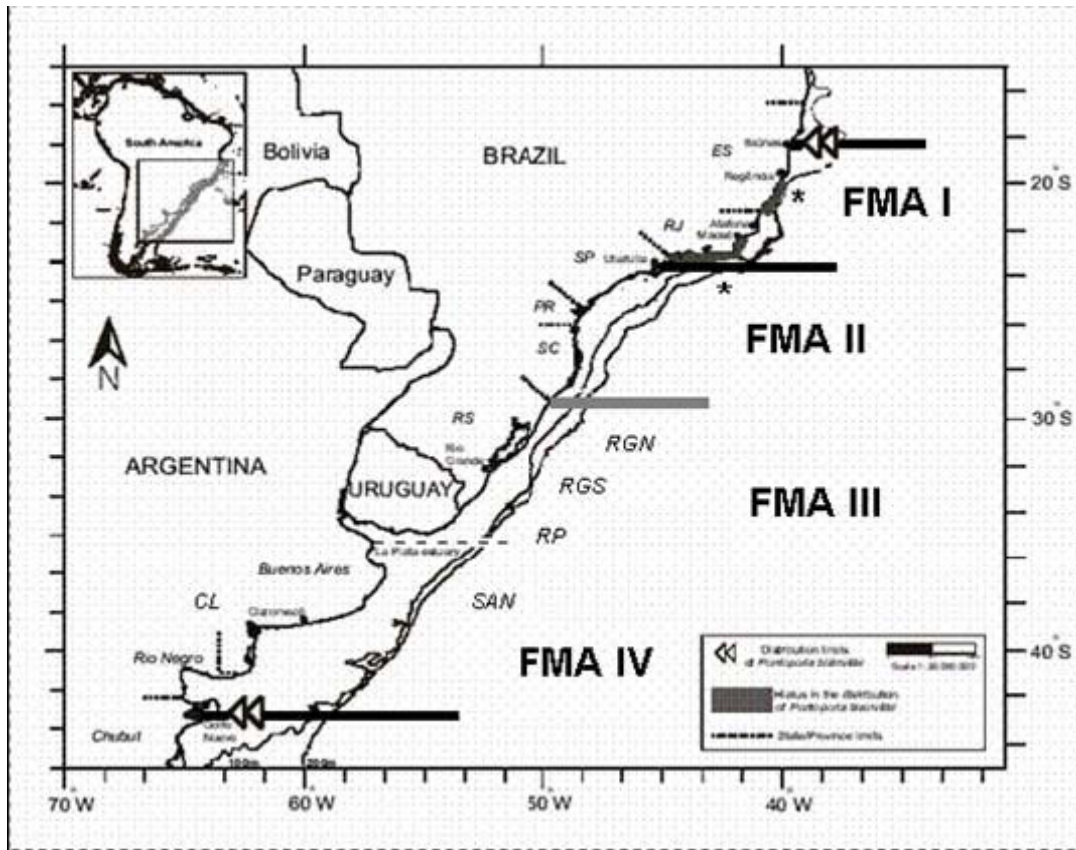 South America
Bolivia
BRAZIL
ES
Regência
FMA I
20° S
Paraguay
RJ
SP
Ubatuba
*
*
PR
FMA II
N
SC
RS
30° S
RGN
Rio
Grande
ARGENTINA
URUGUAY
RGS
FMA III
RP
La Plata estuary
Buenos Aires
CL
SAN
Rio Negro
FMA IV
40° S
Distribution limits
of Pontoporia blainvillei
Hiatus in the distribution
of Pontoporia blainvillei
State/Province limits
Golfo
Nuevo
Chubut
70° W
60° W
50° W
40° W